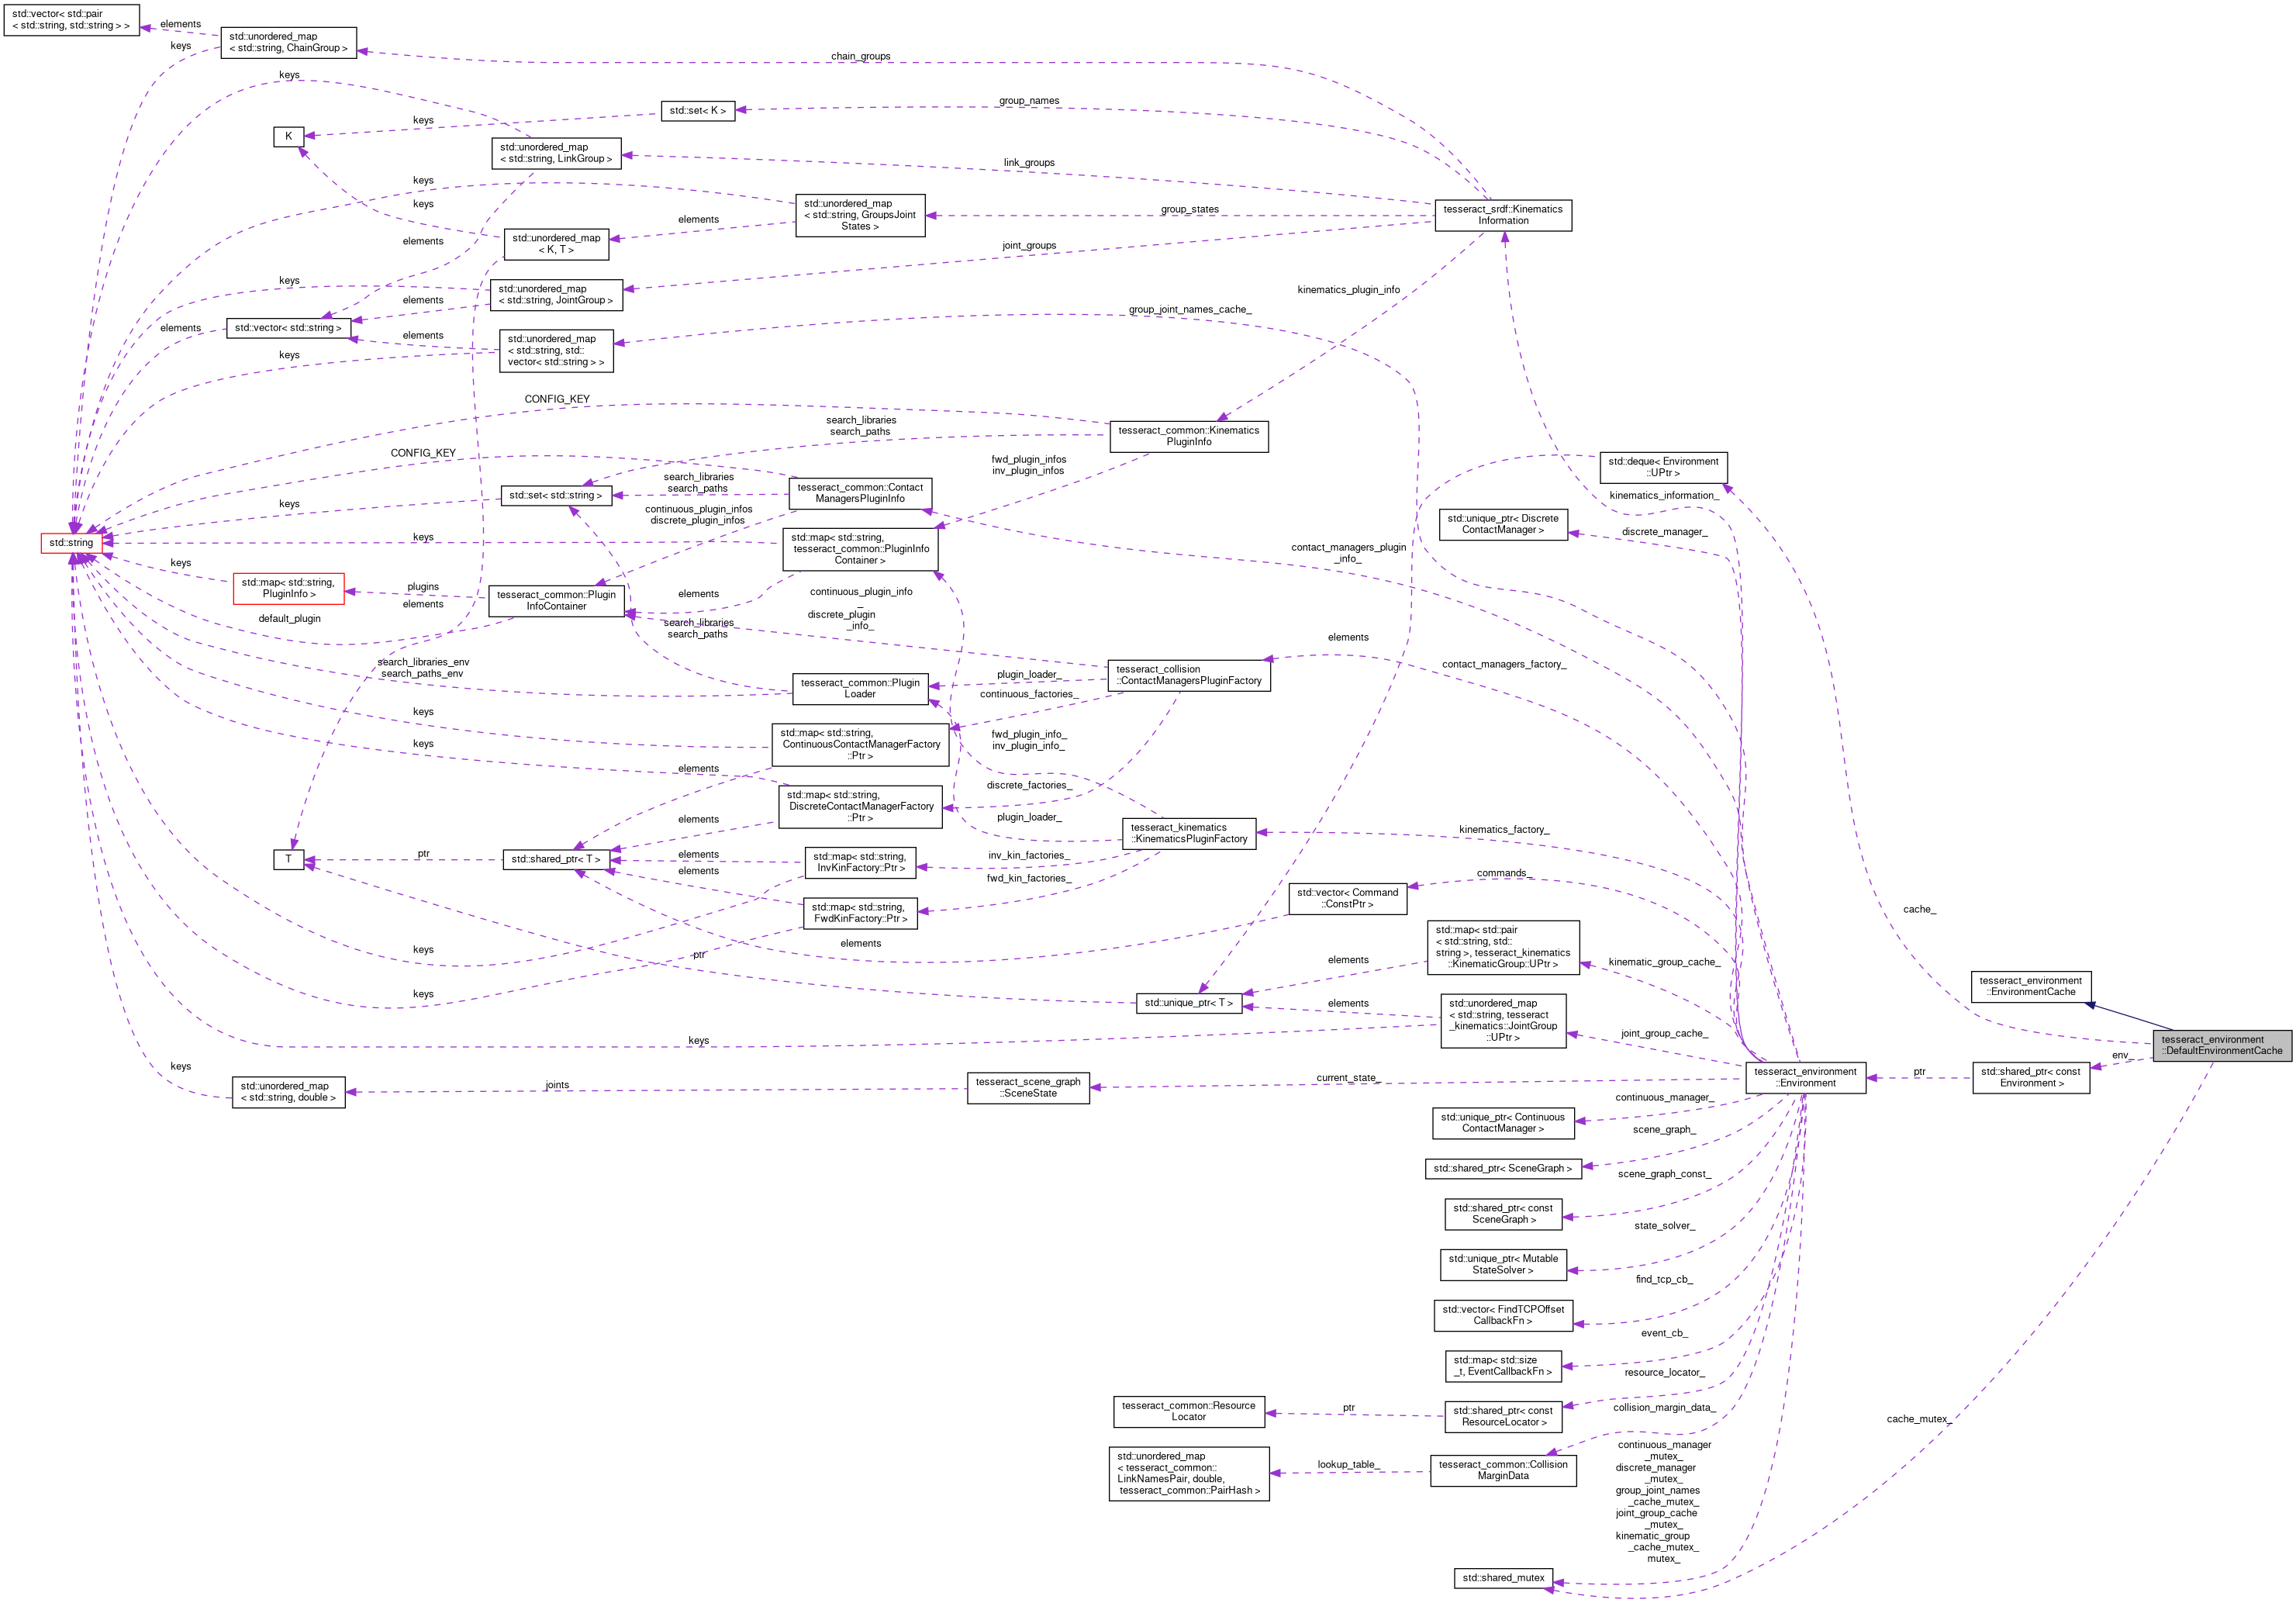 std::vector< std::pair
< std::string, std::string > >
elements
std::unordered_map
< std::string, ChainGroup >
keys
chain_groups
keys
std::set< K >
group_names
K
keys
std::unordered_map
< std::string, LinkGroup >
link_groups
keys
std::unordered_map
< std::string, GroupsJoint
States >
group_states
tesseract_srdf::Kinematics
Information
keys
elements
elements
std::unordered_map
< K, T >
joint_groups
keys
std::unordered_map
< std::string, JointGroup >
kinematics_plugin_info
elements
group_joint_names_cache_
std::vector< std::string >
elements
elements
std::unordered_map
< std::string, std::
vector< std::string > >
keys
CONFIG_KEY
search_libraries
search_paths
tesseract_common::Kinematics
PluginInfo
CONFIG_KEY
fwd_plugin_infos
inv_plugin_infos
std::deque< Environment
::UPtr >
search_libraries
search_paths
tesseract_common::Contact
ManagersPluginInfo
std::set< std::string >
keys
kinematics_information_
continuous_plugin_infos
discrete_plugin_infos
std::unique_ptr< Discrete
ContactManager >
discrete_manager_
std::string
keys
std::map< std::string,
tesseract_common::PluginInfo
Container >
contact_managers_plugin
_info_
keys
std::map< std::string,
PluginInfo >
plugins
tesseract_common::Plugin
InfoContainer
elements
continuous_plugin_info
_
discrete_plugin
_info_
elements
default_plugin
search_libraries
search_paths
elements
search_libraries_env
search_paths_env
tesseract_common::Plugin
Loader
plugin_loader_
tesseract_collision
::ContactManagersPluginFactory
contact_managers_factory_
continuous_factories_
keys
std::map< std::string,
ContinuousContactManagerFactory
::Ptr >
fwd_plugin_info_
inv_plugin_info_
keys
elements
std::map< std::string,
DiscreteContactManagerFactory
::Ptr >
discrete_factories_
elements
plugin_loader_
tesseract_kinematics
::KinematicsPluginFactory
kinematics_factory_
T
ptr
std::shared_ptr< T >
elements
std::map< std::string,
InvKinFactory::Ptr >
inv_kin_factories_
elements
fwd_kin_factories_
std::map< std::string,
FwdKinFactory::Ptr >
std::vector< Command
::ConstPtr >
commands_
cache_
keys
ptr
elements
std::map< std::pair
< std::string, std::
string >, tesseract_kinematics
::KinematicGroup::UPtr >
elements
kinematic_group_cache_
keys
std::unique_ptr< T >
elements
std::unordered_map
< std::string, tesseract
_kinematics::JointGroup
::UPtr >
joint_group_cache_
tesseract_environment
::EnvironmentCache
keys
tesseract_environment
::DefaultEnvironmentCache
env_
keys
std::unordered_map
< std::string, double >
joints
tesseract_scene_graph
::SceneState
current_state_
tesseract_environment
::Environment
ptr
std::shared_ptr< const
Environment >
continuous_manager_
std::unique_ptr< Continuous
ContactManager >
scene_graph_
std::shared_ptr< SceneGraph >
scene_graph_const_
std::shared_ptr< const
SceneGraph >
state_solver_
std::unique_ptr< Mutable
StateSolver >
find_tcp_cb_
std::vector< FindTCPOffset
CallbackFn >
event_cb_
std::map< std::size
_t, EventCallbackFn >
resource_locator_
tesseract_common::Resource
Locator
ptr
std::shared_ptr< const
ResourceLocator >
collision_margin_data_
cache_mutex_
std::unordered_map
< tesseract_common::
LinkNamesPair, double,
tesseract_common::PairHash >
lookup_table_
tesseract_common::Collision
MarginData
continuous_manager
_mutex_
discrete_manager
_mutex_
group_joint_names
_cache_mutex_
joint_group_cache
_mutex_
kinematic_group
_cache_mutex_
mutex_
std::shared_mutex